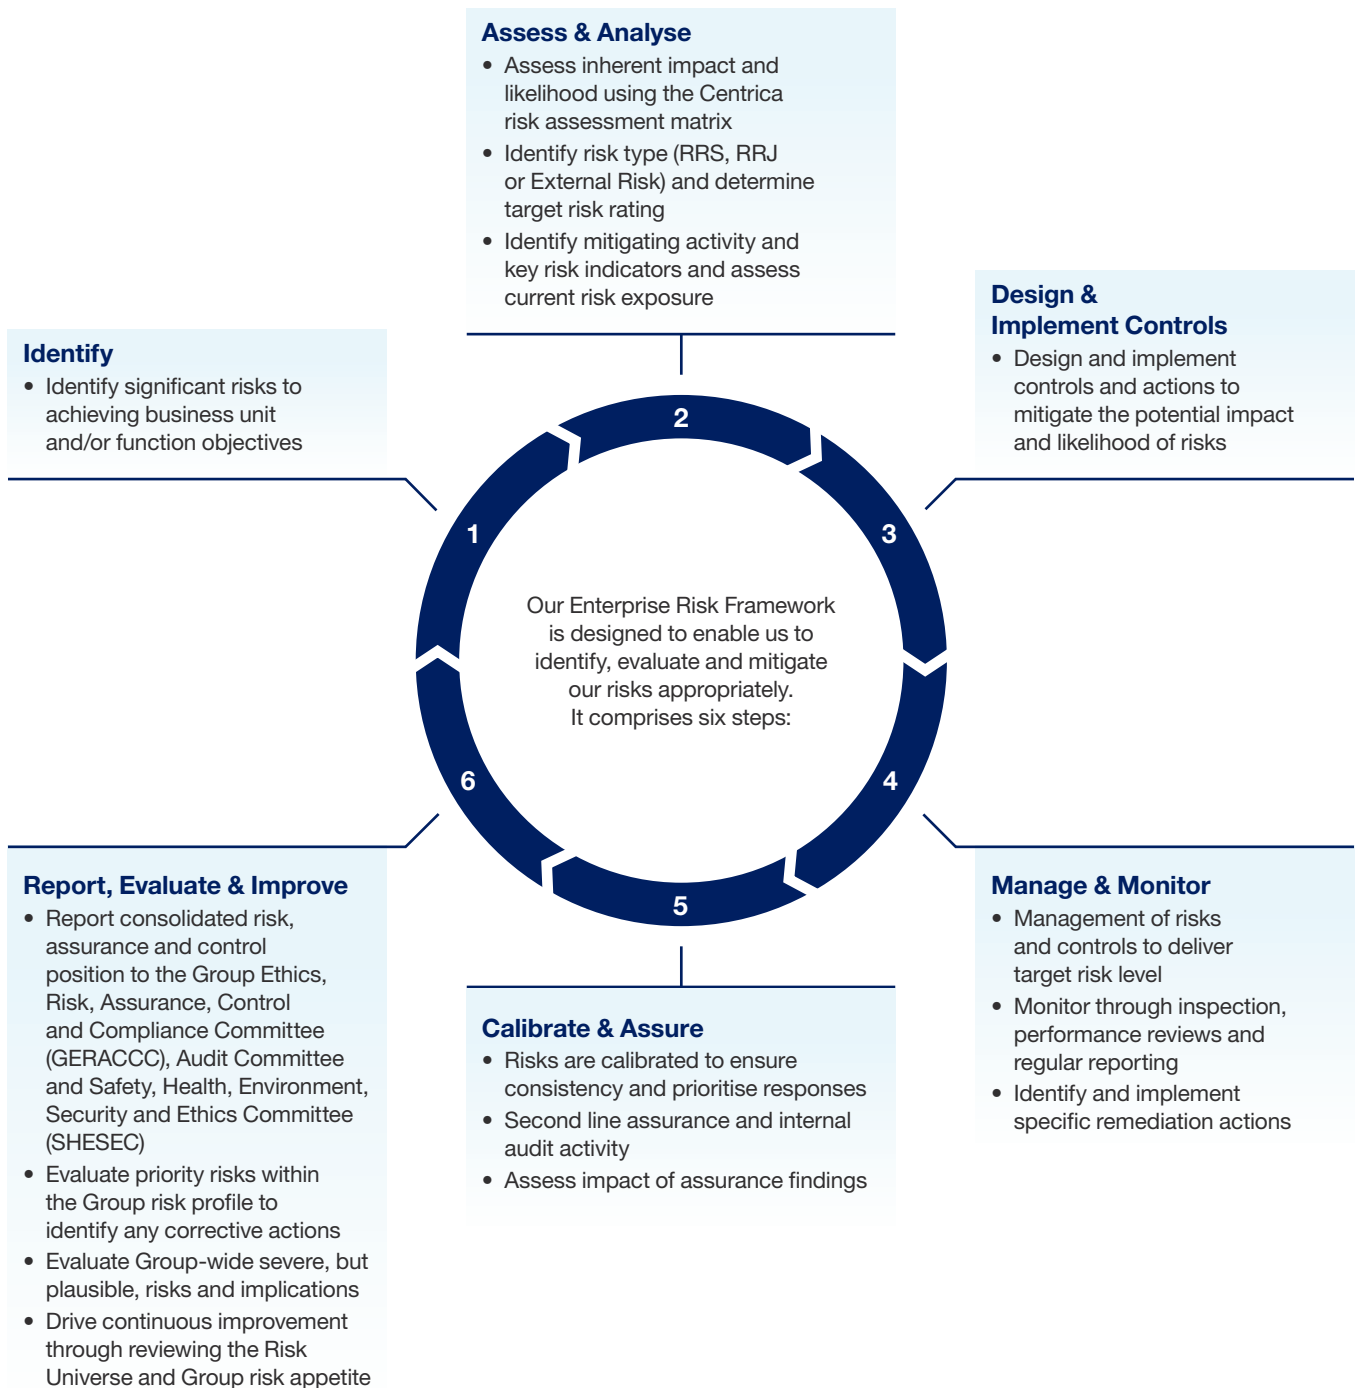 Assess & Analyse
• Assess inherent impact and
likelihood using the Centrica
risk assessment matrix
• Identify risk type (RRS, RRJ
or External Risk) and determine
target risk rating
• Identify mitigating activity and
key risk indicators and assess
current risk exposure
Identify
• Identify significant risks to
achieving business unit
and/or function objectives
Design &
Implement Controls
• Design and implement
controls and actions to
mitigate the potential impact
and likelihood of risks
1
2
3
4
5
6
Our Enterprise Risk Framework
is designed to enable us to
identify, evaluate and mitigate
our risks appropriately.
It comprises six steps:
Manage & Monitor
• Management of risks
and controls to deliver
target risk level
• Monitor through inspection,
performance reviews and
regular reporting
• Identify and implement
specific remediation actions
Calibrate & Assure
• Risks are calibrated to ensure
consistency and prioritise responses
• Second line assurance and internal
audit activity
• Assess impact of assurance findings
Report, Evaluate & Improve
• Report consolidated risk,
assurance and control
position to the Group Ethics,
Risk, Assurance, Control
and Compliance Committee
(GERACCC), Audit Committee
and Safety, Health, Environment,
Security and Ethics Committee
(SHESEC)
• Evaluate priority risks within
the Group risk profile to
identify any corrective actions
• Evaluate Group-wide severe, but
plausible, risks and implications
• Drive continuous improvement
through reviewing the Risk
Universe and Group risk appetite